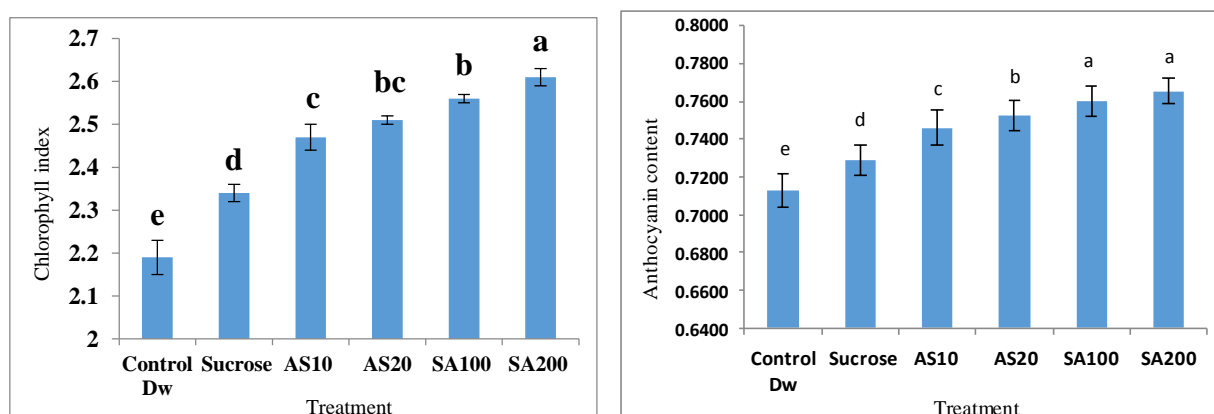 2.7
2.6
2.5
2.4
2.3
2.2
2.1
2
Chlorophyll index
e
d
c
bc
b
a
Control Sucrose AS10 AS20 SA100 SA200
Dw
Treatment
0.8000
0.7800
0.7600
0.7400
0.7200
0.7000
0.6800
0.6600
0.6400
Anthocyanin content
e
d
c
b
a
a
Control Sucrose AS10 AS20 SA100 SA200
Dw
Treatment